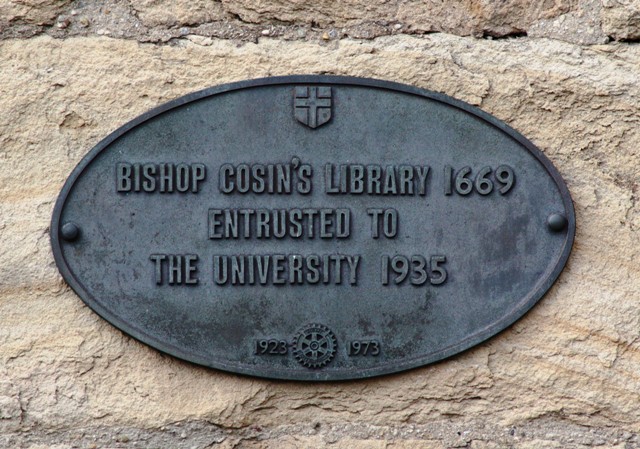 BISHOP COSIN'S LIBRARY 1669
ENTRUSTED TO
THE UNIVERSITY 1935
1923 1973